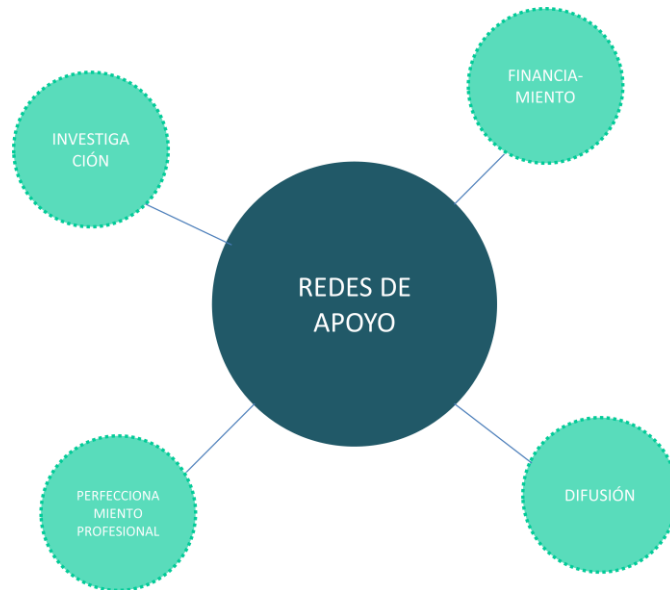 FINANCIA-
MIENTO
INVESTIGA
CIÓN
REDES DE
APOYO
PERFECCIONA
MIENTO
PROFESIONAL
DIFUSIÓN